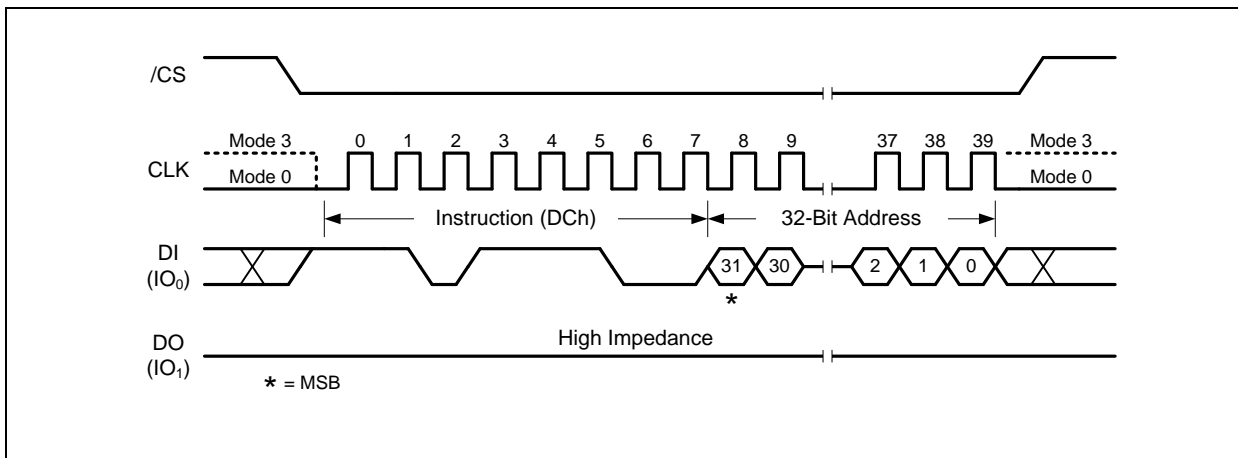 /CS
Mode 3 0 1 2 3 4 5 6 7 8 9 37 38 39 Mode 3
CLK
Mode 0 Mode 0
Instruction (DCh) 32-Bit Address
DI
(IO₀)
31 30 2 1 0
*
High Impedance
DO
(IO₁)
* = MSB